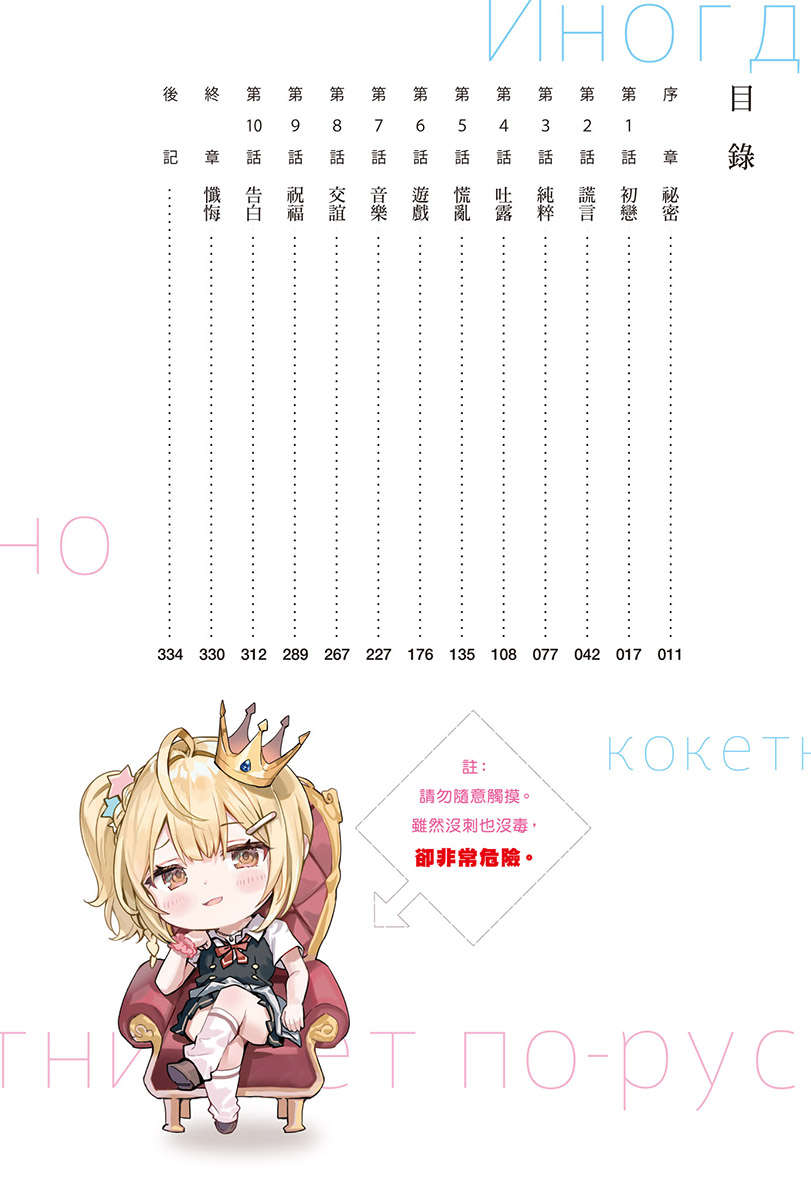 Иногд
目錄
序章 祕密 011
第1話 初戀 017
第2話 謊言 042
第3話 純粹 077
第4話 吐露 108
第5話 慌亂 135
第6話 遊戲 176
第7話 音樂 227
第8話 交誼 267
第9話 祝福 289
第10話 告白 312
終章 懺悔 330
後記 334
но
кокетн
註：
請勿隨意觸摸。
雖然沒刺也沒毒，
卻非常危險。
тни ет по-рус